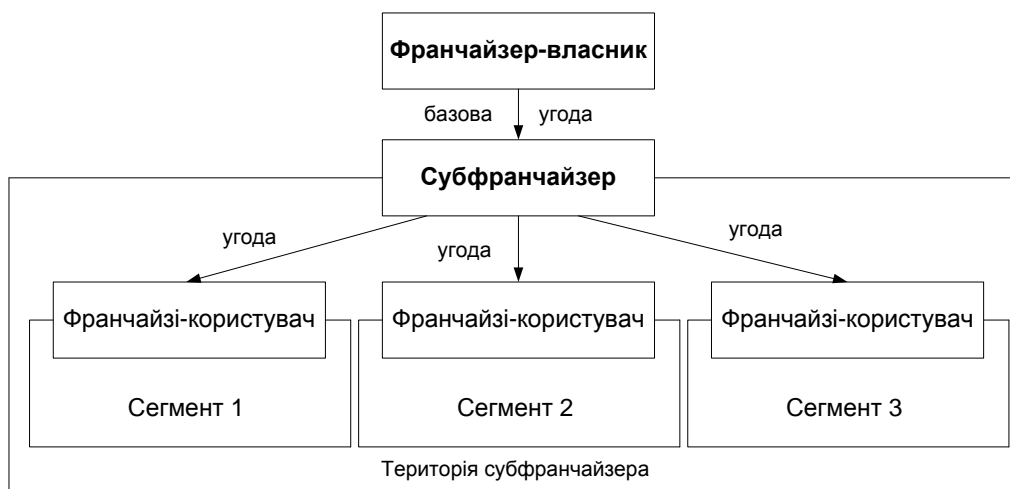 Франчайзер-власник
базова угода
Субфранчайзер
угода
угода
угода
Франчайзі-користувач
Франчайзі-користувач
Франчайзі-користувач
Сегмент 1
Сегмент 2
Сегмент 3
Територія субфранчайзера